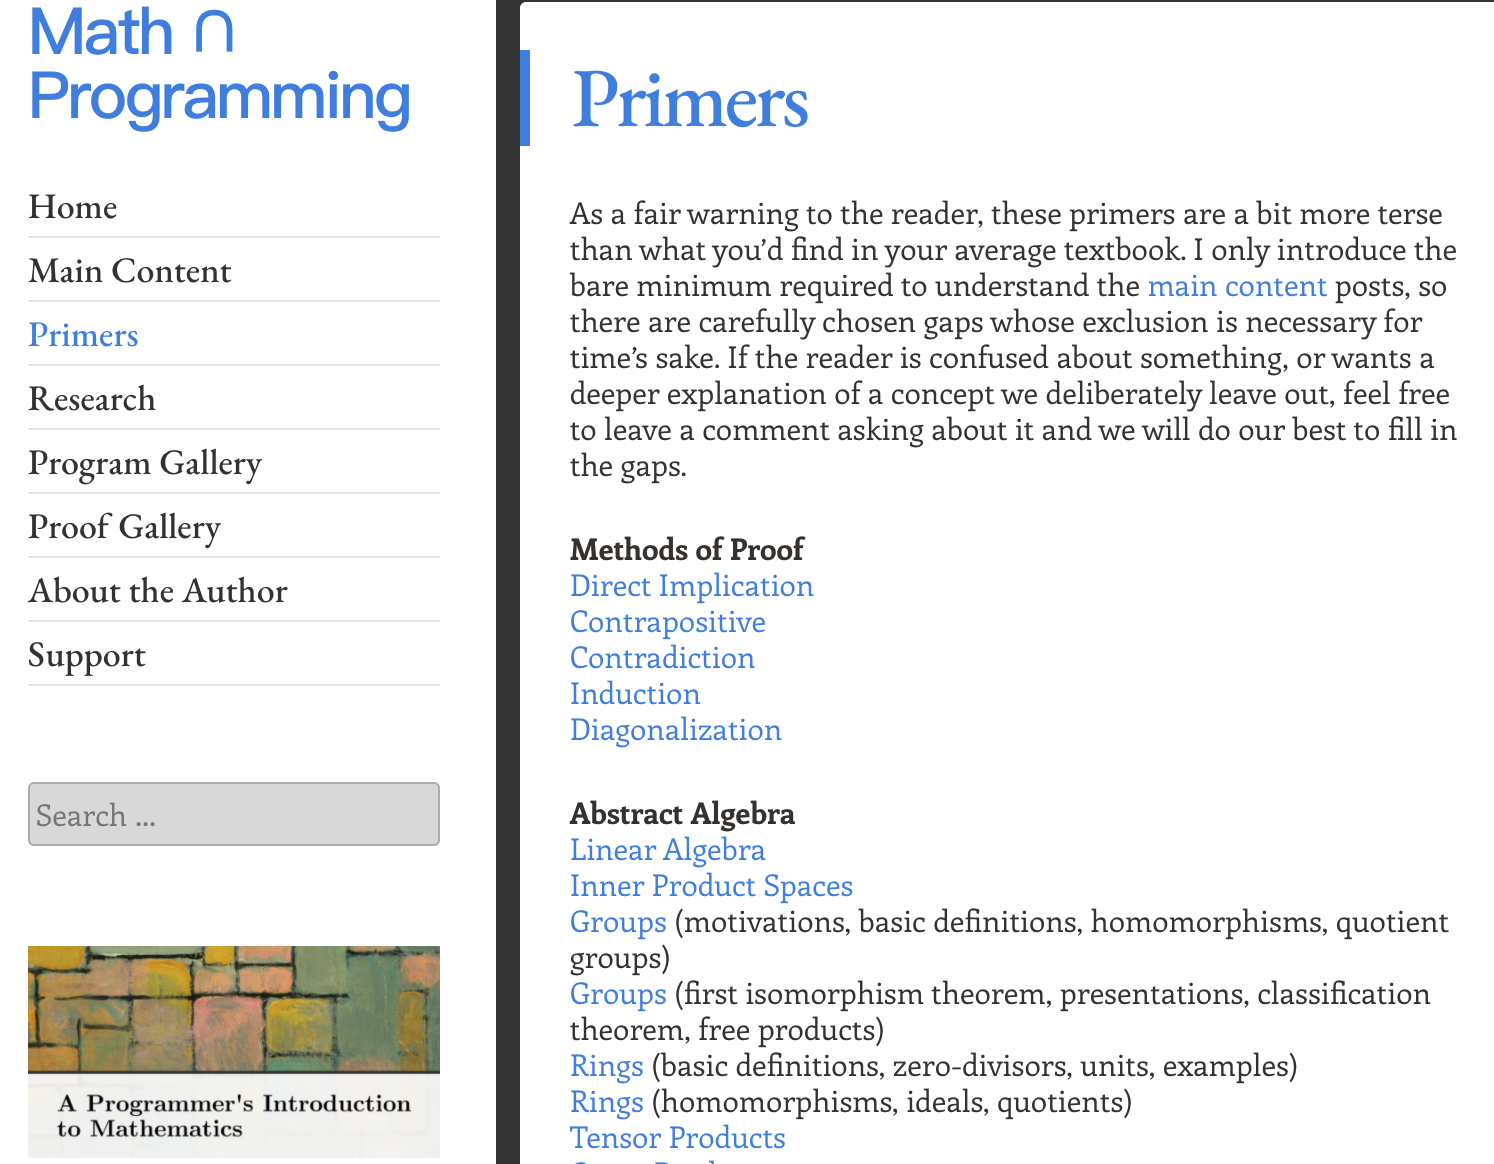 Math ∩
Programming
Home
Main Content
Primers
Research
Program Gallery
Proof Gallery
About the Author
Support
Search ...
A Programmer's Introduction
to Mathematics
Primers
As a fair warning to the reader, these primers are a bit more terse
than what you’d find in your average textbook. I only introduce the
bare minimum required to understand the main content posts, so
there are carefully chosen gaps whose exclusion is necessary for
time’s sake. If the reader is confused about something, or wants a
deeper explanation of a concept we deliberately leave out, feel free
to leave a comment asking about it and we will do our best to fill in
the gaps.
Methods of Proof
Direct Implication
Contrapositive
Contradiction
Induction
Diagonalization
Abstract Algebra
Linear Algebra
Inner Product Spaces
Groups (motivations, basic definitions, homomorphisms, quotient
groups)
Groups (first isomorphism theorem, presentations, classification
theorem, free products)
Rings (basic definitions, zero-divisors, units, examples)
Rings (homomorphisms, ideals, quotients)
Tensor Products